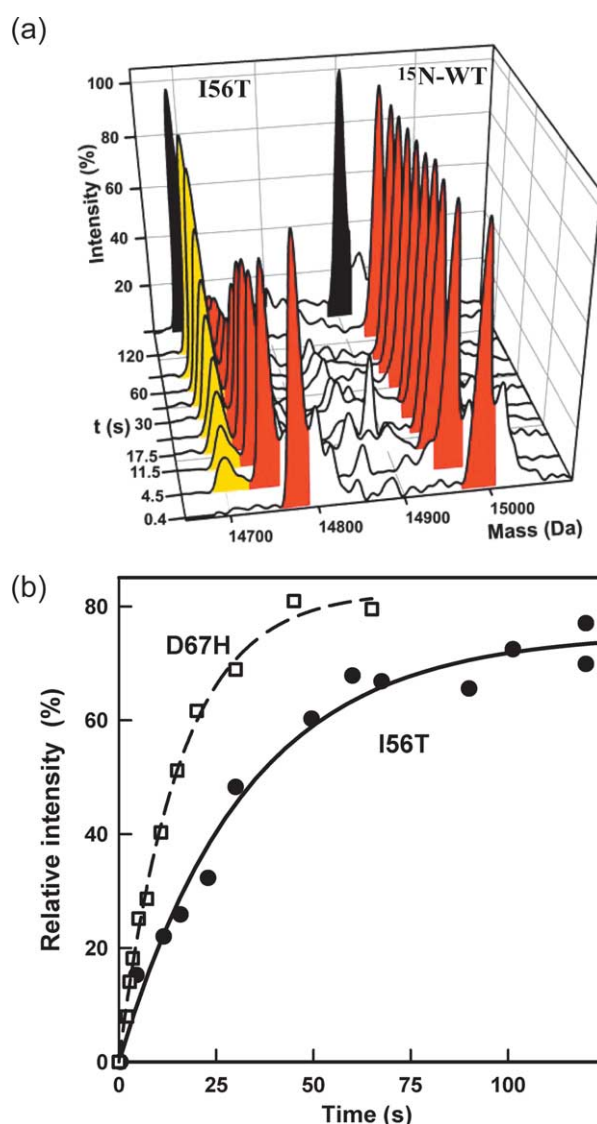 (a)
I56T
15N-WT
Intensity (%)
100
80
60
40
20
t (s)
120
60
30
17.5
11.5
4.5
0.4
14700
14800
14900
15000
Mass (Da)
(b)
Relative intensity (%)
80
60
40
20
0
D67H
I56T
0
25
50
75
100
Time (s)